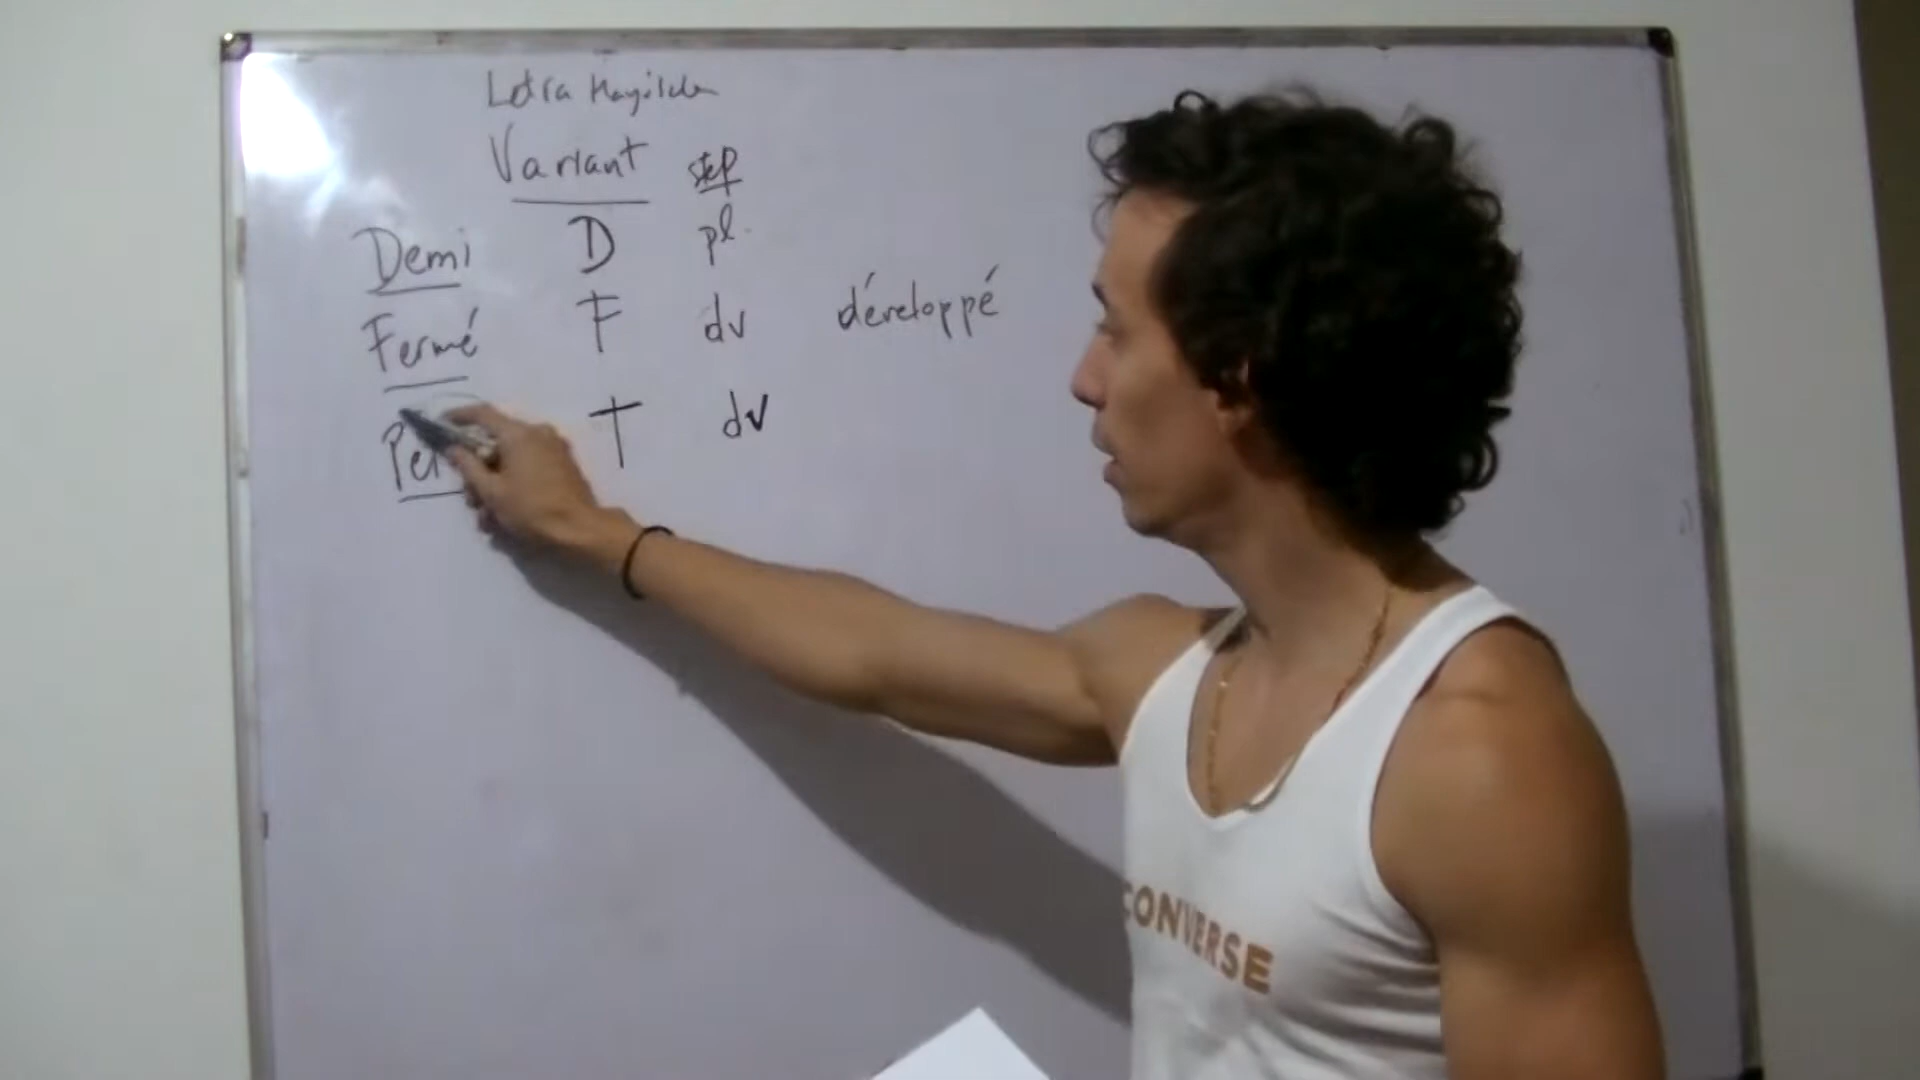 Letra Mayúscula
Variant step
Demi D pl.
Fermé F dv développé
T dv
CONVERSE